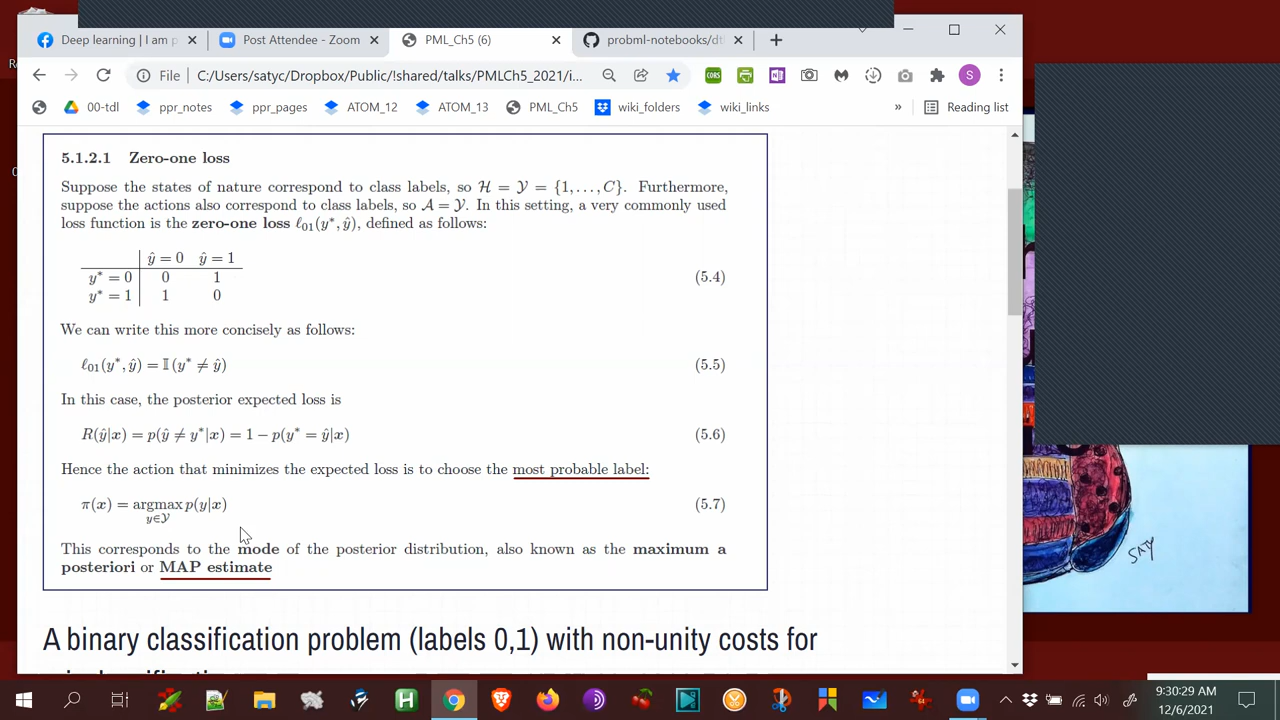 Deep learning | I am p
Post Attendee - Zoom
PML_Ch5 (6)
probml-notebooks/dt
File
C:/Users/satyc/Dropbox/Public/!shared/talks/PMLCh5_2021/i...
CORS
S
00-tdl
ppr_notes
ppr_pages
ATOM_12
ATOM_13
PML_Ch5
wiki_folders
wiki_links
»
Reading list
5.1.2.1 Zero-one loss
Suppose the states of nature correspond to class labels, so H = Y = {1, . . . , C}. Furthermore,
suppose the actions also correspond to class labels, so A = Y. In this setting, a very commonly used
loss function is the zero-one loss ℓ01(y*, ŷ), defined as follows:
ŷ = 0 ŷ = 1
y* = 0 0 1
(5.4)
y* = 1 1 0
We can write this more concisely as follows:
ℓ01(y*, ŷ) = 𝕀 (y* ≠ ŷ) (5.5)
In this case, the posterior expected loss is
R(ŷ|x) = p(ŷ ≠ y*|x) = 1 − p(y* = ŷ|x) (5.6)
Hence the action that minimizes the expected loss is to choose the most probable label:
π(x) = argmax p(y|x) (5.7)
y∈Y
This corresponds to the mode of the posterior distribution, also known as the maximum a
posteriori or MAP estimate
A binary classification problem (labels 0,1) with non-unity costs for
SATY
9:30:29 AM
12/6/2021